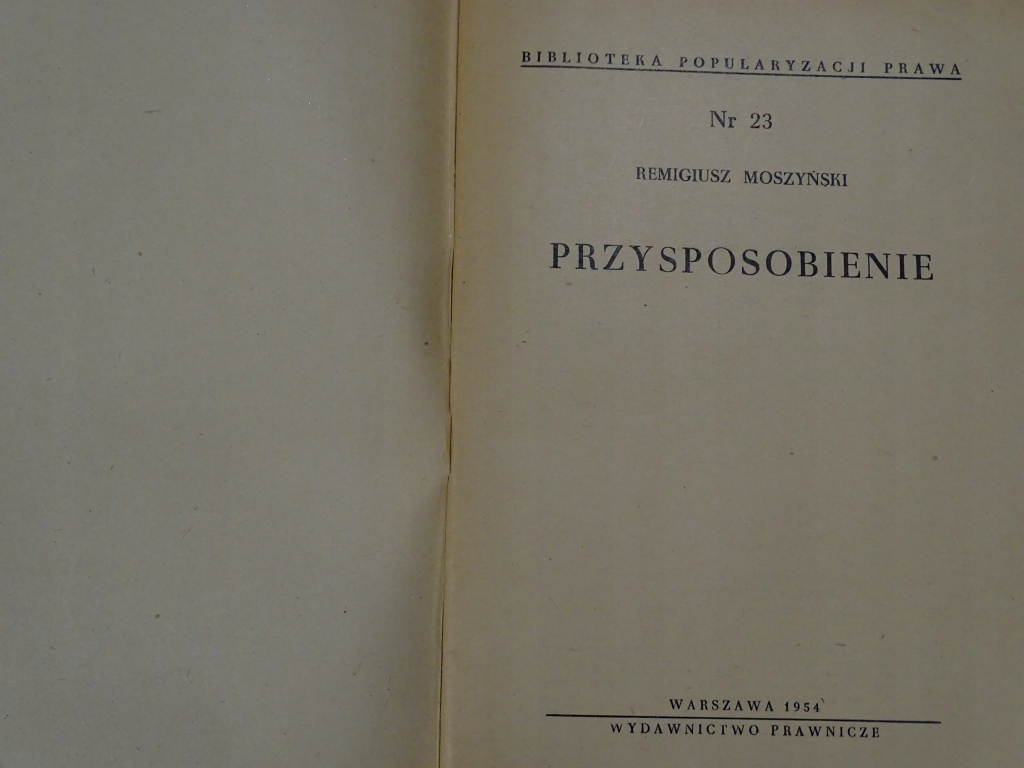 BIBLIOTEKA POPULARYZACJI PRAWA
Nr 23
REMIGIUSZ MOSZYŃSKI
PRZYSPOSOBIENIE
WARSZAWA 1954
WYDAWNICTWO PRAWNICZE